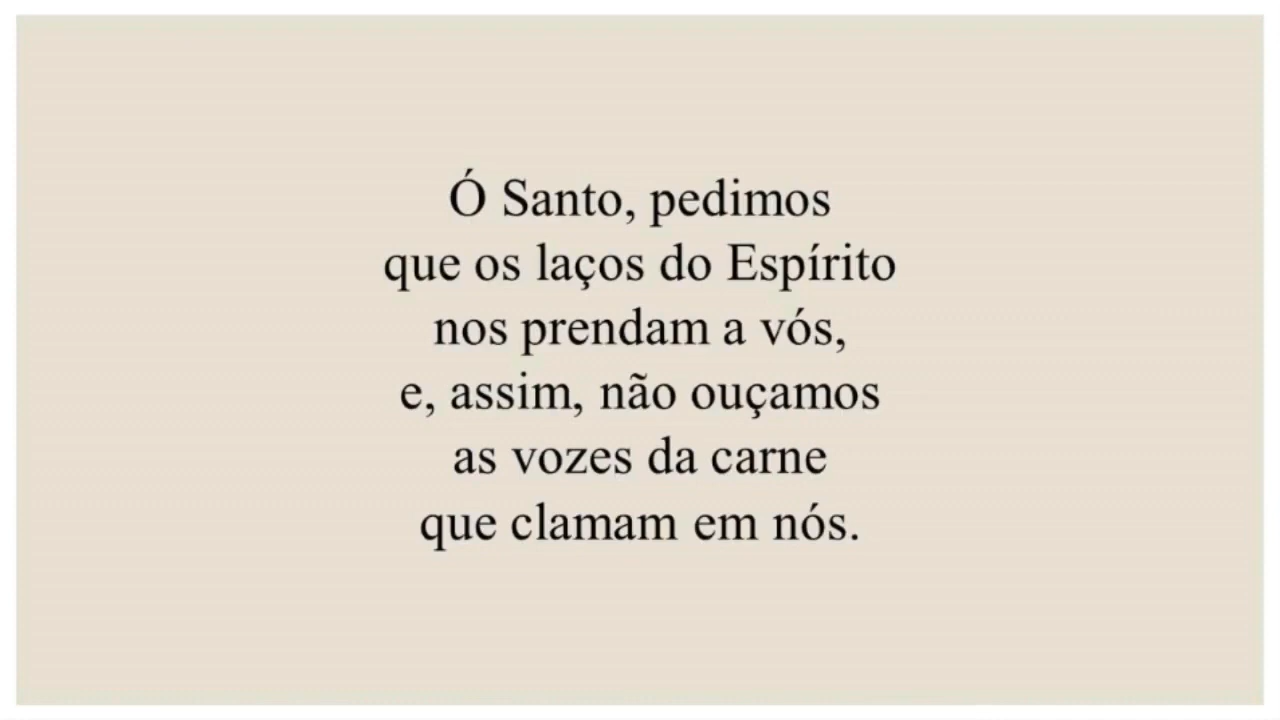 Ó Santo, pedimos
que os laços do Espírito
nos prendam a vós,
e, assim, não ouçamos
as vozes da carne
que clamam em nós.